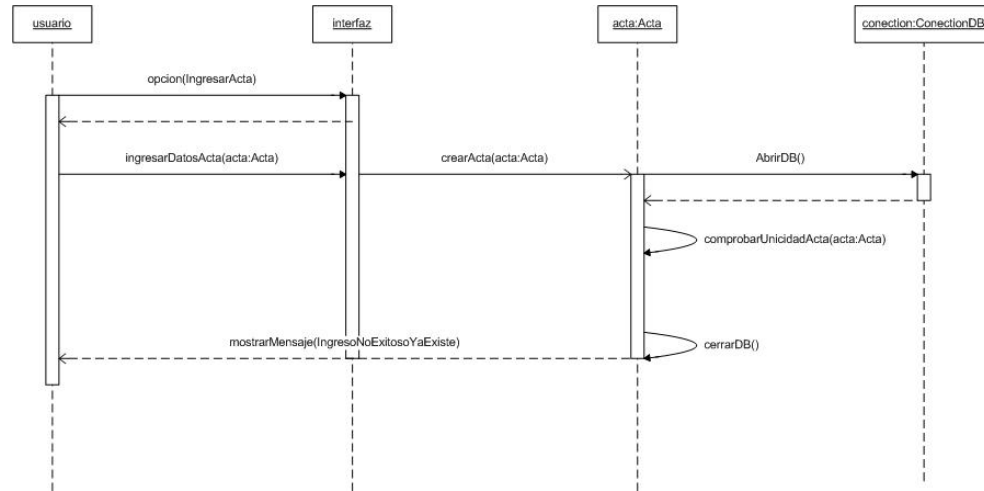 usuario
interfaz
acta:Acta
conection:ConectionDB
opcion(IngresarActa)
ingresarDatosActa(acta:Acta)
crearActa(acta:Acta)
AbrirDB()
comprobarUnicidadActa(acta:Acta)
mostrarMensaje(IngresoNoExitosoYaExiste)
cerrarDB()